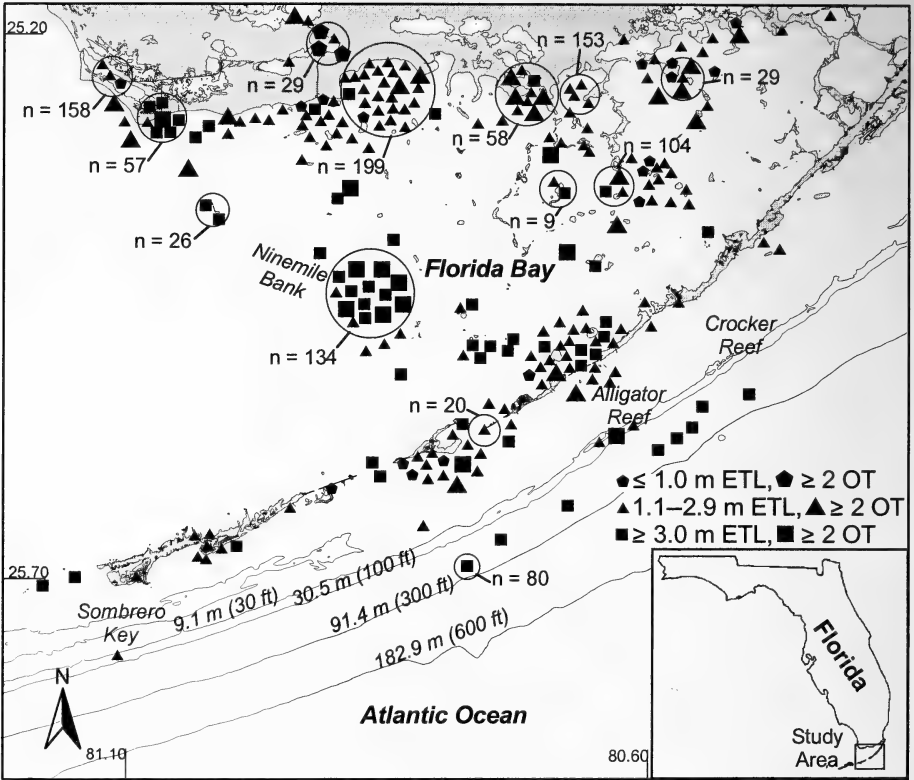 25.20
n = 153
n = 29
n = 29
n = 158
n = 58
n = 104
n = 57
n = 199
n = 9
n = 26
Ninemile
Bank
Florida Bay
Crocker
Reef
n = 134
n = 20
Alligator
Reef
≤ 1.0 m ETL, ≥ 2 OT
1.1–2.9 m ETL, ≥ 2 OT
≥ 3.0 m ETL, ≥ 2 OT
25.70
n = 80
Sombrero
Key
9.1 m (30 ft)
30.5 m (100 ft)
91.4 m (300 ft)
182.9 m (600 ft)
Florida
N
Atlantic Ocean
Study
Area
81.10
80.60